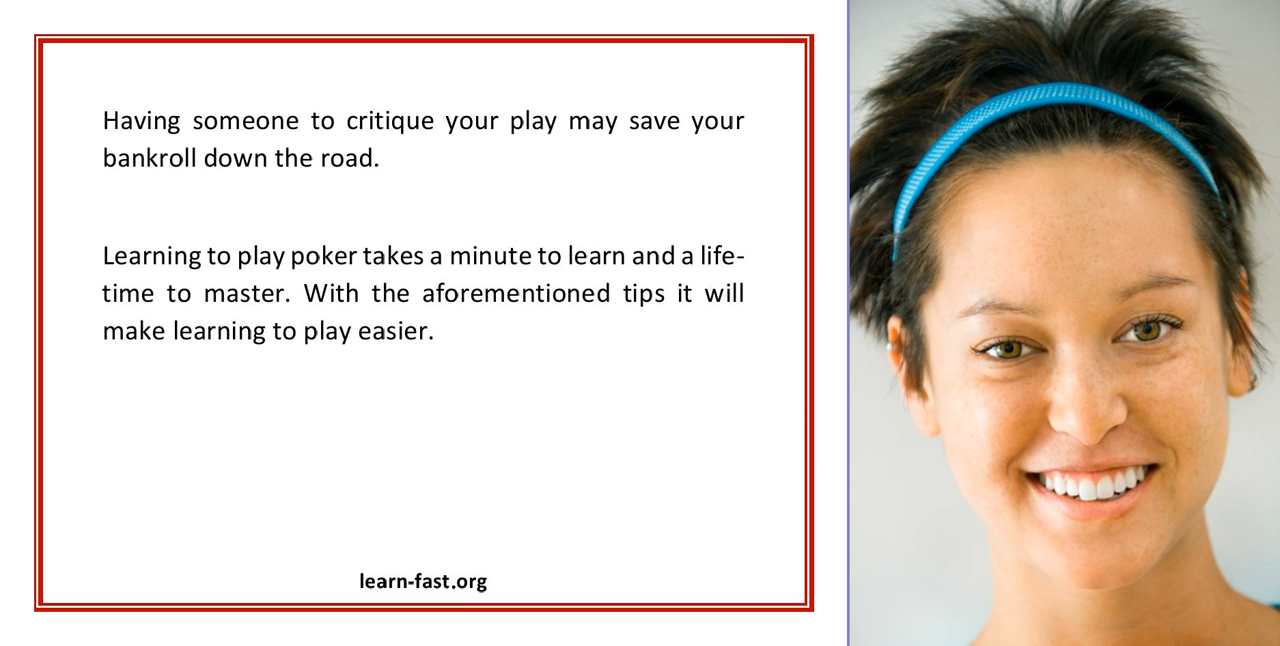 Having someone to critique your play may save your
bankroll down the road.
Learning to play poker takes a minute to learn and a life-
time to master. With the aforementioned tips it will
make learning to play easier.
learn-fast.org